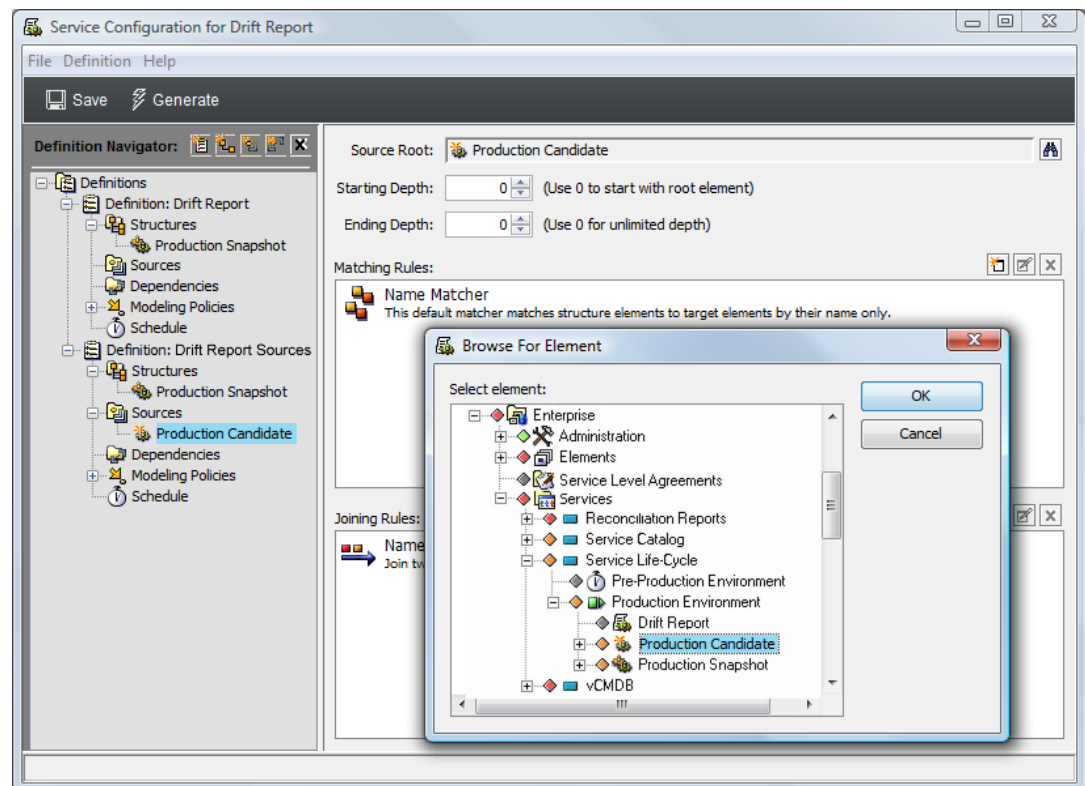 Service Configuration for Drift Report
File Definition Help
Save Generate
Definition Navigator:
Definitions
Definition: Drift Report
Structures
Production Snapshot
Sources
Dependencies
Modeling Policies
Schedule
Definition: Drift Report Sources
Structures
Production Snapshot
Sources
Production Candidate
Dependencies
Modeling Policies
Schedule
Source Root: Production Candidate
Starting Depth: 0 (Use 0 to start with root element)
Ending Depth: 0 (Use 0 for unlimited depth)
Matching Rules:
Name Matcher
This default matcher matches structure elements to target elements by their name only.
Joining Rules:
Name
Join tw
Browse For Element
Select element:
Enterprise
Administration
Elements
Service Level Agreements
Services
Reconciliation Reports
Service Catalog
Service Life-Cycle
Pre-Production Environment
Production Environment
Drift Report
Production Candidate
Production Snapshot
vCMDB
OK
Cancel